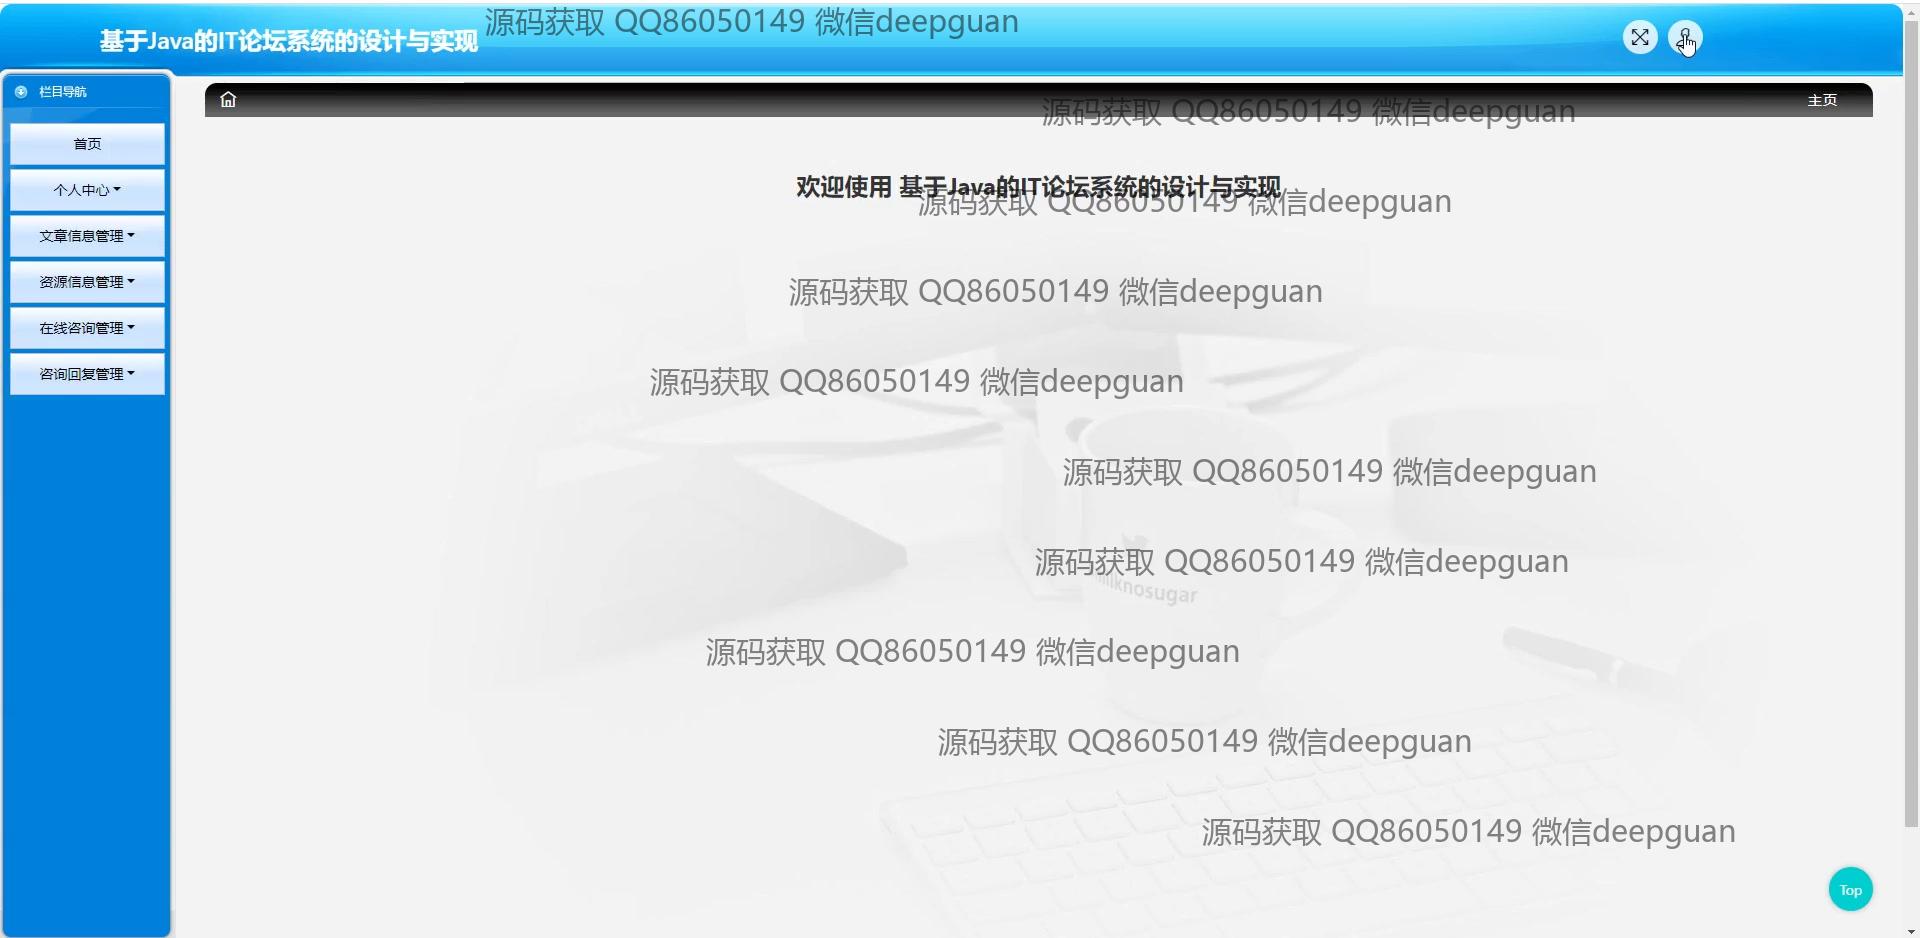 源码获取 QQ86050149 微信deepguan
基于Java的IT论坛系统的设计与实现
栏目导航
主页
源码获取 QQ86050149 微信deepguan
首页
欢迎使用 基于Java的IT论坛系统的设计与实现
个人中心
源码获取 QQ86050149 微信deepguan
文章信息管理
资源信息管理
源码获取 QQ86050149 微信deepguan
在线咨询管理
咨询回复管理
源码获取 QQ86050149 微信deepguan
源码获取 QQ86050149 微信deepguan
源码获取 QQ86050149 微信deepguan
milknosugar
源码获取 QQ86050149 微信deepguan
源码获取 QQ86050149 微信deepguan
源码获取 QQ86050149 微信deepguan
Top